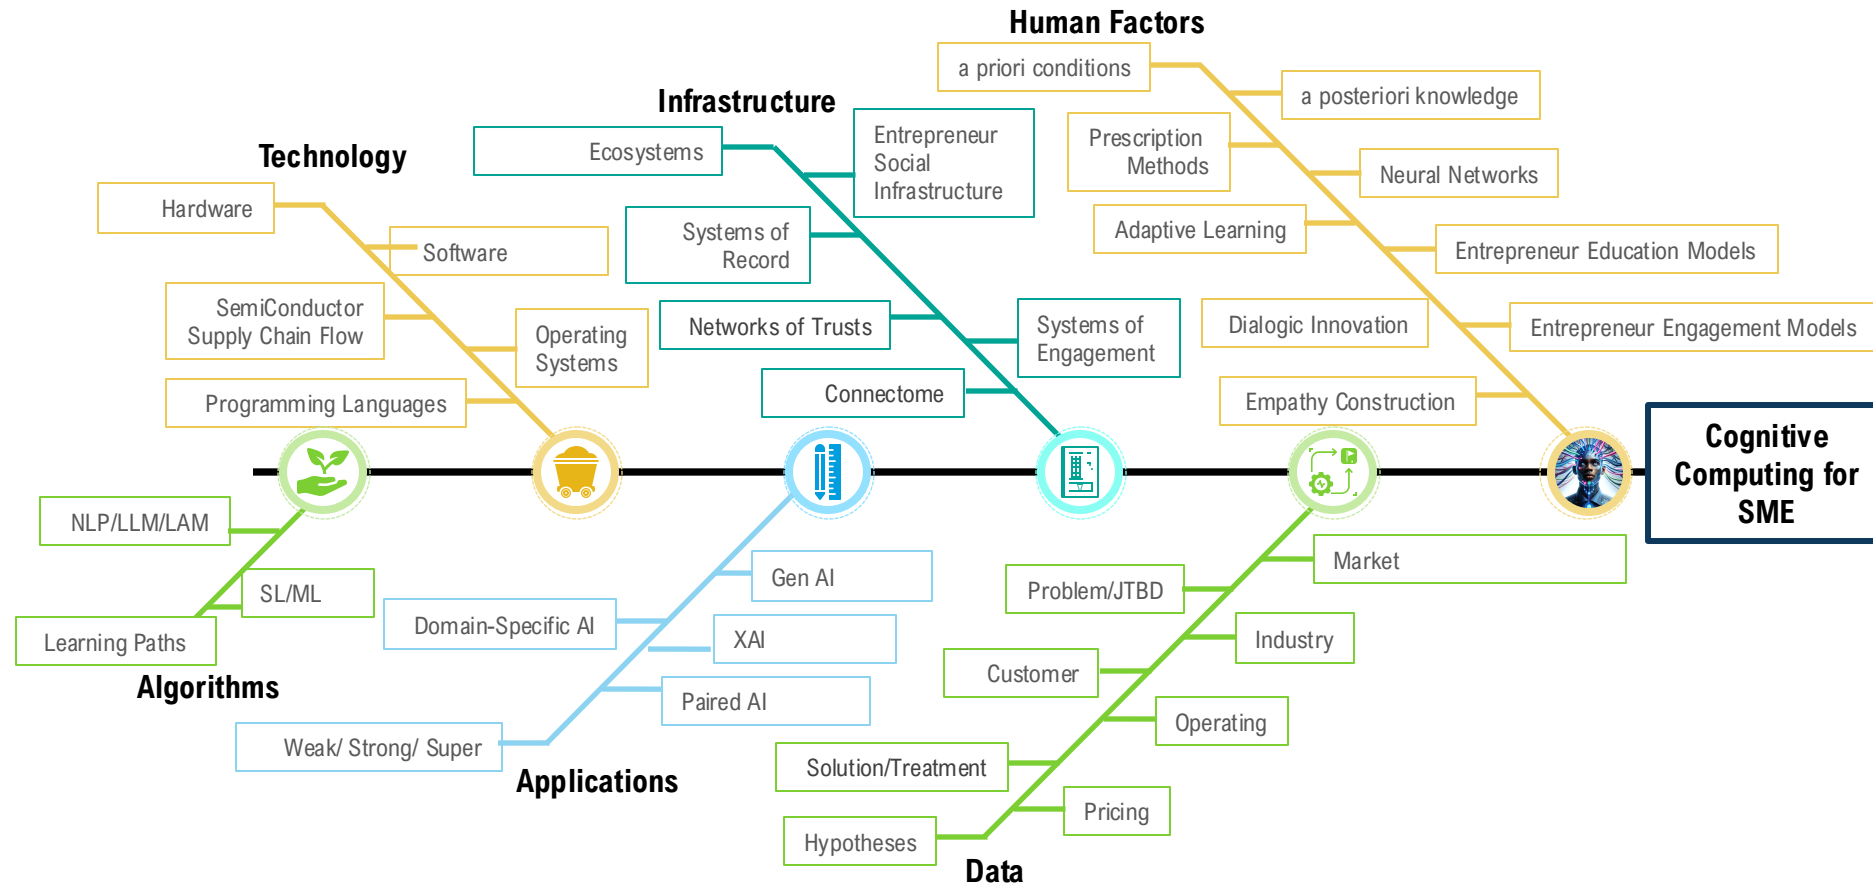 Human Factors
a priori conditions
a posteriori knowledge
Prescription
Methods
Neural Networks
Adaptive Learning
Entrepreneur Education Models
Dialogic Innovation
Entrepreneur Engagement Models
Empathy Construction
Infrastructure
Ecosystems
Entrepreneur
Social
Infrastructure
Systems of
Record
Networks of Trusts
Systems of
Engagement
Connectome
Technology
Hardware
Software
SemiConductor
Supply Chain Flow
Operating
Systems
Programming Languages
Cognitive
Computing for
SME
NLP/LLM/LAM
SL/ML
Learning Paths
Algorithms
Gen AI
Domain-Specific AI
XAI
Paired AI
Weak/ Strong/ Super
Applications
Market
Problem/JTBD
Industry
Customer
Operating
Solution/Treatment
Pricing
Hypotheses
Data